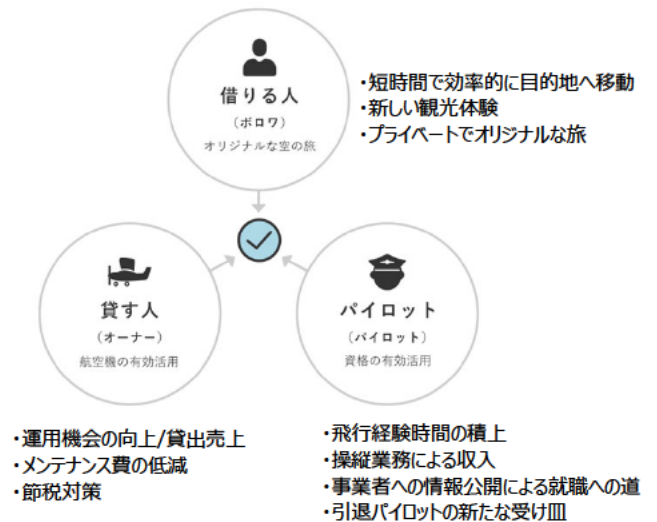 借りる人
(ボロワ)
オリジナルな空の旅
・短時間で効率的に目的地へ移動
・新しい観光体験
・プライベートでオリジナルな旅
貸す人
(オーナー)
航空機の有効活用
パイロット
(パイロット)
資格の有効活用
・運用機会の向上/貸出売上
・メンテナンス費の低減
・節税対策
・飛行経験時間の積上
・操縦業務による収入
・事業者への情報公開による就職への道
・引退パイロットの新たな受け皿